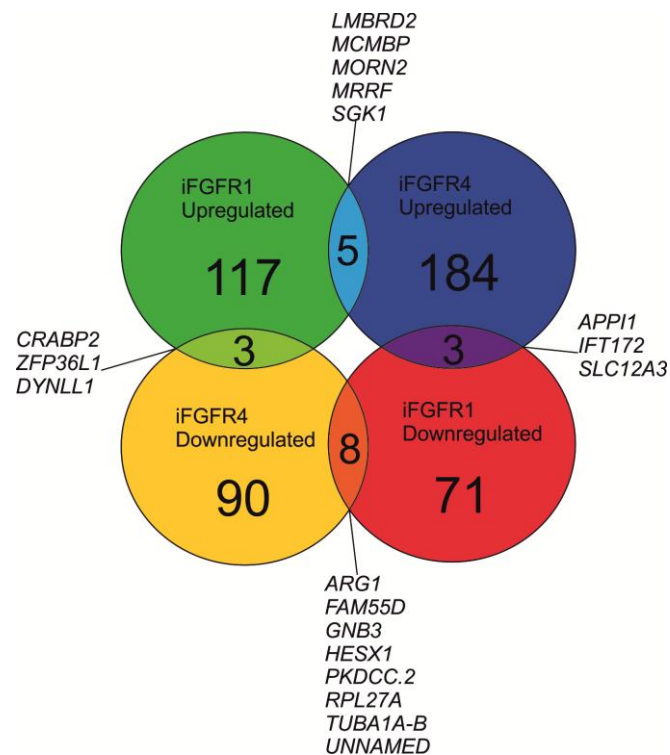 LMBRD2
MCMBP
MORN2
MRRF
SGK1
iFGFR1
Upregulated
117
5
iFGFR4
Upregulated
184
CRABP2
ZFP36L1
DYNLL1
3
3
APPI1
IFT172
SLC12A3
iFGFR4
Downregulated
90
8
iFGFR1
Downregulated
71
ARG1
FAM55D
GNB3
HESX1
PKDCC.2
RPL27A
TUBA1A-B
UNNAMED